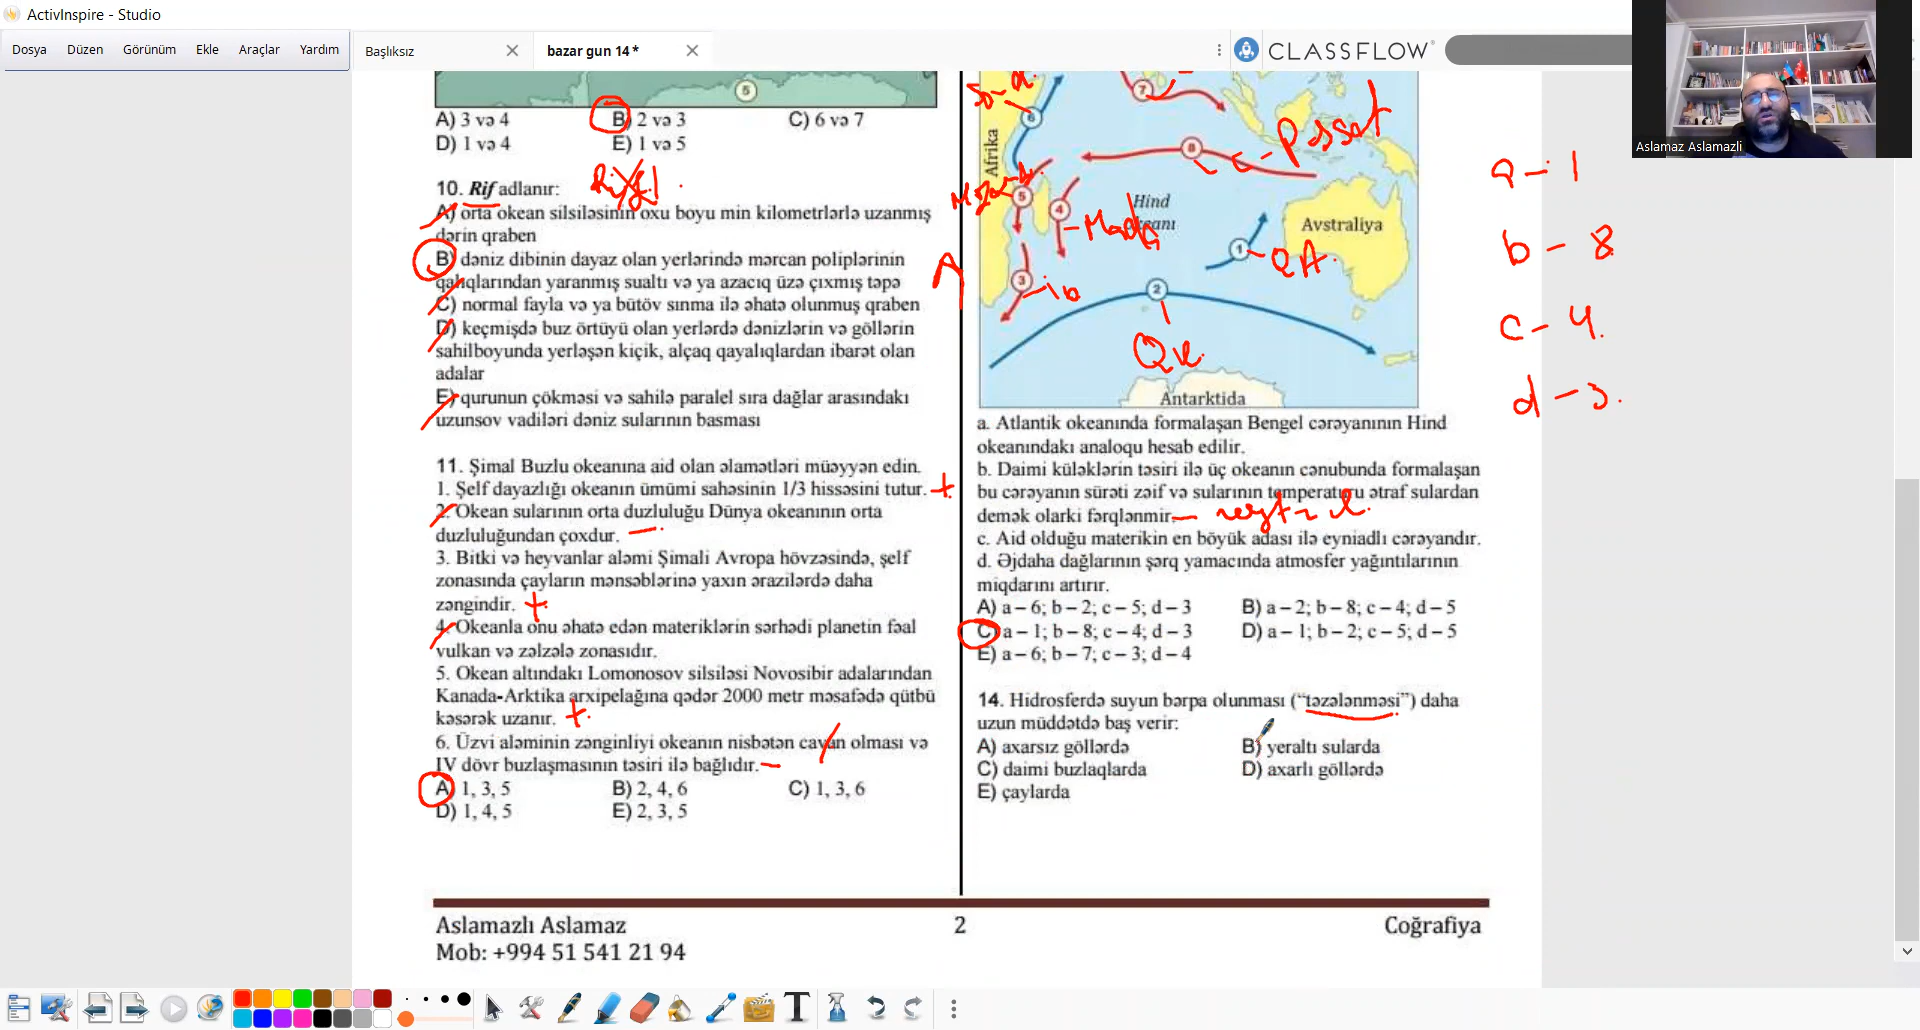 ActivInspire - Studio
Dosya Düzen Görünüm Ekle Araçlar Yardım
Başlıksız
bazar gun 14 *
CLASSFLOW
Aslamaz Aslamazli
5
A) 3 və 4 B) 2 və 3 C) 6 və 7
D) 1 və 4 E) 1 və 5
10. Rif adlanır:
A) orta okean silsiləsinin oxu boyu min kilometrlərlə uzanmış
dərin qraben
B) dəniz dibinin dayaz olan yerlərində mərcan poliplərinin
qalıqlarından yaranmış sualtı və ya azacıq üzə çıxmış təpə
C) normal fayla və ya bütöv sınma ilə əhatə olunmuş qraben
D) keçmişdə buz örtüyü olan yerlərdə dənizlərin və göllərin
sahilboyunda yerləşən kiçik, alçaq qayalıqlardan ibarət olan
adalar
E) qurunun çökməsi və sahilə paralel sıra dağlar arasındakı
uzunsov vadiləri dəniz sularının basması
11. Şimal Buzlu okeanına aid olan əlamətləri müəyyən edin.
1. Şelf dayazlığı okeanın ümümi sahəsinin 1/3 hissəsini tutur. +
2. Okean sularının orta duzluluğu Dünya okeanının orta
duzluluğundan çoxdur. –
3. Bitki və heyvanlar aləmi Şimali Avropa hövzəsində, şelf
zonasında çayların mənsəblərinə yaxın ərazilərdə daha
zəngindir. +
4. Okeanla onu əhatə edən materiklərin sərhədi planetin fəal
vulkan və zəlzələ zonasıdır.
5. Okean altındakı Lomonosov silsiləsi Novosibir adalarından
Kanada-Arktika arxipelağına qədər 2000 metr məsafədə qütbü
kəsərək uzanır. +
6. Üzvi aləminin zənginliyi okeanın nisbətən cavan olması və
IV dövr buzlaşmasının təsiri ilə bağlıdır. –
A) 1, 3, 5 B) 2, 4, 6 C) 1, 3, 6
D) 1, 4, 5 E) 2, 3, 5
7
6
Afrika
8
Passat
5
4
Hind
okeanı
Avstraliya
1
QA
3
2
Antarktida
a – 1
b – 8
c – 4.
d – 3.
a. Atlantik okeanında formalaşan Bengel cərəyanının Hind
okeanındakı analoqu hesab edilir.
b. Daimi küləklərin təsiri ilə üç okeanın cənubunda formalaşan
bu cərəyanın sürəti zəif və sularının temperaturu ətraf sulardan
demək olarki fərqlənmir.
c. Aid olduğu materikin en böyük adası ilə eyniadlı cərəyandır.
d. Əjdaha dağlarının şərq yamacında atmosfer yağıntılarının
miqdarını artırır.
A) a – 6; b – 2; c – 5; d – 3 B) a – 2; b – 8; c – 4; d – 5
C) a – 1; b – 8; c – 4; d – 3 D) a – 1; b – 2; c – 5; d – 5
E) a – 6; b – 7; c – 3; d – 4
14. Hidrosferdə suyun bərpa olunması (“təzələnməsi”) daha
uzun müddətdə baş verir:
A) axarsız göllərdə B) yeraltı sularda
C) daimi buzlaqlarda D) axarlı göllərdə
E) çaylarda
Aslamazlı Aslamaz 2 Coğrafiya
Mob: +994 51 541 21 94